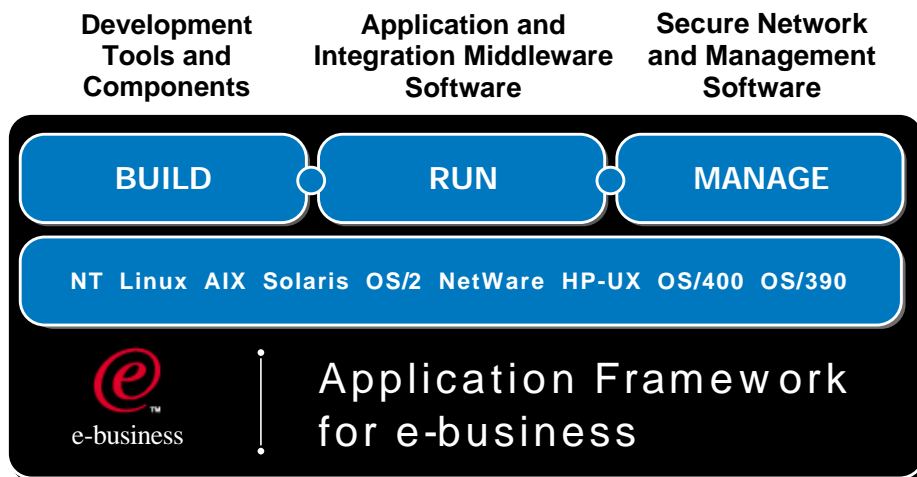 Development
Tools and
Components
Application and
Integration Middleware
Software
Secure Network
and Management
Software
BUILD
RUN
MANAGE
NT Linux AIX Solaris OS/2 NetWare HP-UX OS/400 OS/390
e
TM
e-business
Application Framework
for e-business